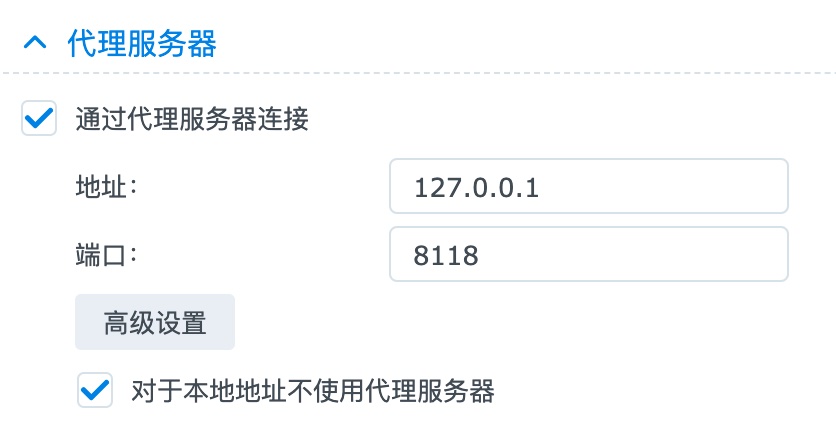 代理服务器
通过代理服务器连接
地址：
127.0.0.1
端口：
8118
高级设置
对于本地地址不使用代理服务器